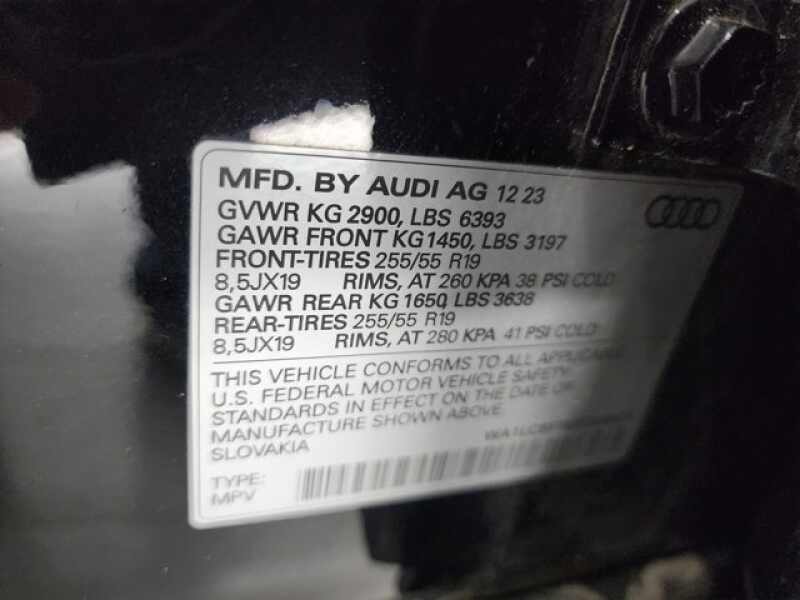 MFD. BY AUDI AG 12 23
GVWR KG 2900, LBS 6393
GAWR FRONT KG1450, LBS 3197
FRONT-TIRES 255/55 R19
8,5JX19 RIMS, AT 260 KPA 38 PSI COLD
GAWR REAR KG 1650, LBS 3638
REAR-TIRES 255/55 R19
8,5JX19 RIMS, AT 280 KPA 41 PSI COLD
THIS VEHICLE CONFORMS TO ALL APPLICABLE
U.S. FEDERAL MOTOR VEHICLE SAFETY
STANDARDS IN EFFECT ON THE DATE OF
MANUFACTURE SHOWN ABOVE.
SLOVAKIA
TYPE:
MPV